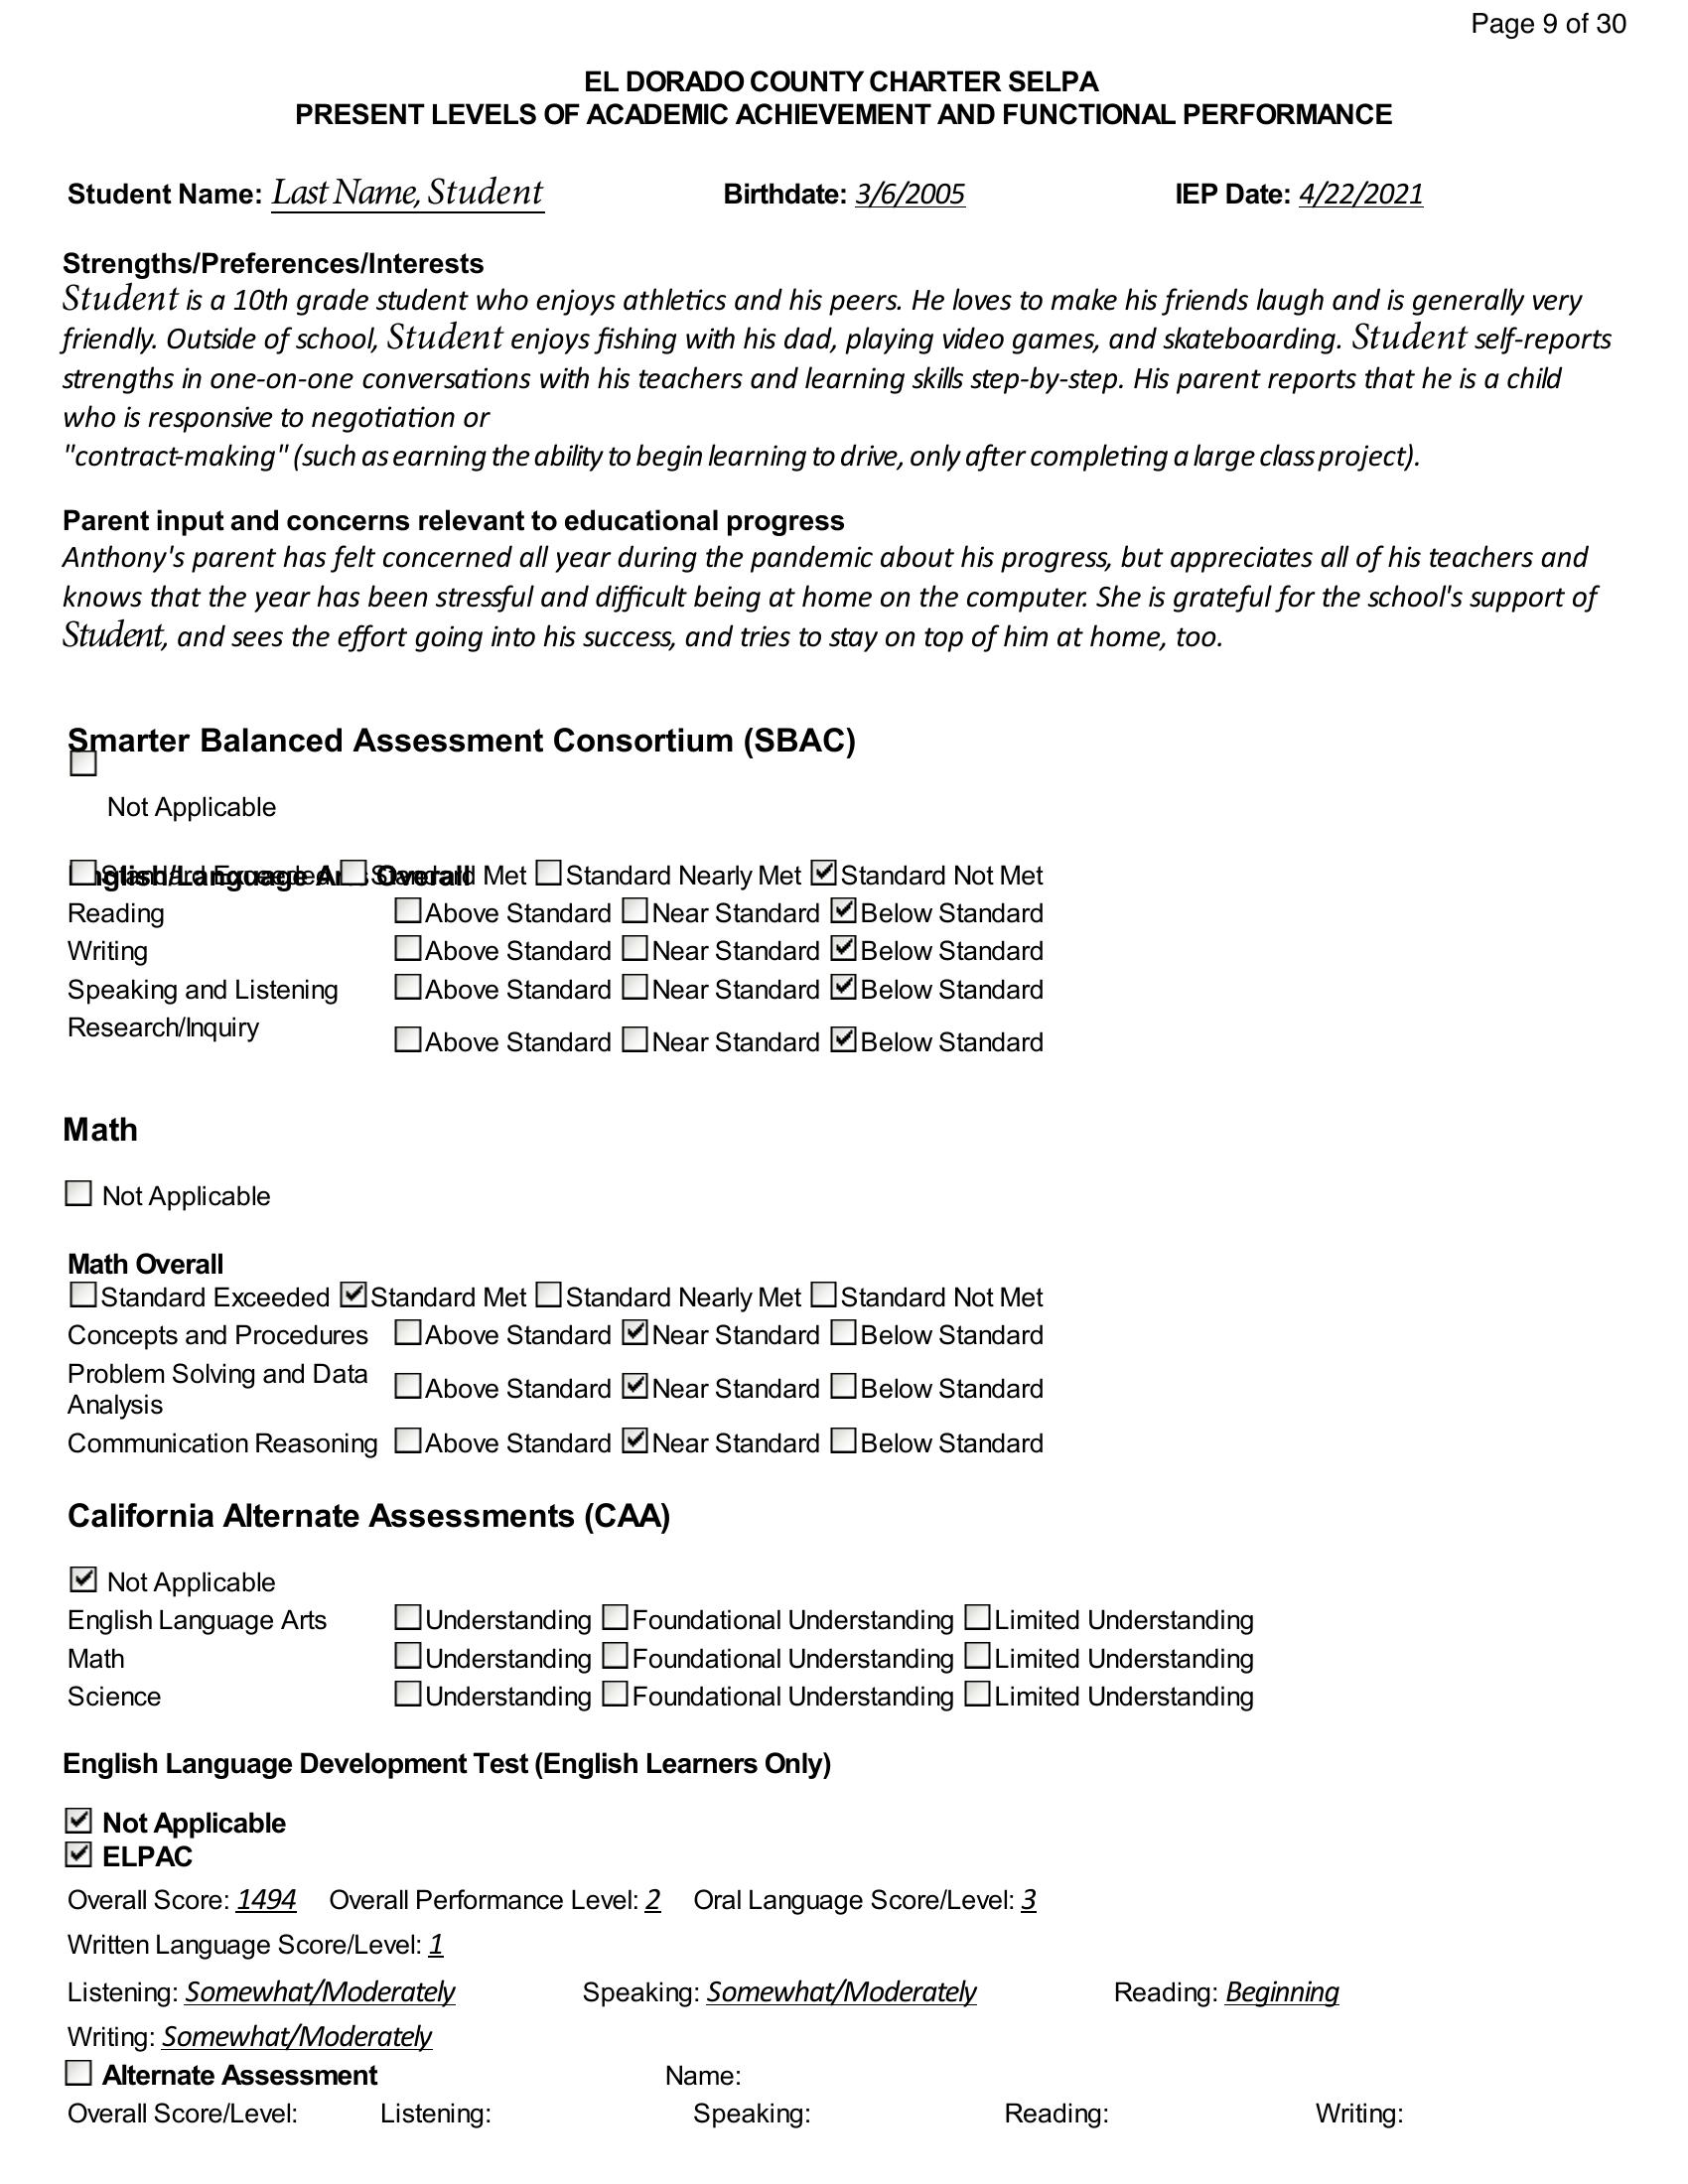 Page 9 of 30
EL DORADO COUNTY CHARTER SELPA
PRESENT LEVELS OF ACADEMIC ACHIEVEMENT AND FUNCTIONAL PERFORMANCE
Student Name: Last Name, Student Birthdate: 3/6/2005 IEP Date: 4/22/2021
Strengths/Preferences/Interests
Student is a 10th grade student who enjoys athletics and his peers. He loves to make his friends laugh and is generally very
friendly. Outside of school, Student enjoys fishing with his dad, playing video games, and skateboarding. Student self-reports
strengths in one-on-one conversations with his teachers and learning skills step-by-step. His parent reports that he is a child
who is responsive to negotiation or
"contract-making" (such as earning the ability to begin learning to drive, only after completing a large class project).
Parent input and concerns relevant to educational progress
Anthony's parent has felt concerned all year during the pandemic about his progress, but appreciates all of his teachers and
knows that the year has been stressful and difficult being at home on the computer. She is grateful for the school's support of
Student, and sees the effort going into his success, and tries to stay on top of him at home, too.
Smarter Balanced Assessment Consortium (SBAC)
☐
Not Applicable
English/Language Arts Overall
☐ Standard Exceeded ☐ Standard Met ☐ Standard Nearly Met ☑ Standard Not Met
Reading ☐ Above Standard ☐ Near Standard ☑ Below Standard
Writing ☐ Above Standard ☐ Near Standard ☑ Below Standard
Speaking and Listening ☐ Above Standard ☐ Near Standard ☑ Below Standard
Research/Inquiry ☐ Above Standard ☐ Near Standard ☑ Below Standard
Math
☐ Not Applicable
Math Overall
☐ Standard Exceeded ☑ Standard Met ☐ Standard Nearly Met ☐ Standard Not Met
Concepts and Procedures ☐ Above Standard ☑ Near Standard ☐ Below Standard
Problem Solving and Data
Analysis ☐ Above Standard ☑ Near Standard ☐ Below Standard
Communication Reasoning ☐ Above Standard ☑ Near Standard ☐ Below Standard
California Alternate Assessments (CAA)
☑ Not Applicable
English Language Arts ☐ Understanding ☐ Foundational Understanding ☐ Limited Understanding
Math ☐ Understanding ☐ Foundational Understanding ☐ Limited Understanding
Science ☐ Understanding ☐ Foundational Understanding ☐ Limited Understanding
English Language Development Test (English Learners Only)
☑ Not Applicable
☑ ELPAC
Overall Score: 1494 Overall Performance Level: 2 Oral Language Score/Level: 3
Written Language Score/Level: 1
Listening: Somewhat/Moderately Speaking: Somewhat/Moderately Reading: Beginning
Writing: Somewhat/Moderately
☐ Alternate Assessment Name:
Overall Score/Level: Listening: Speaking: Reading: Writing: